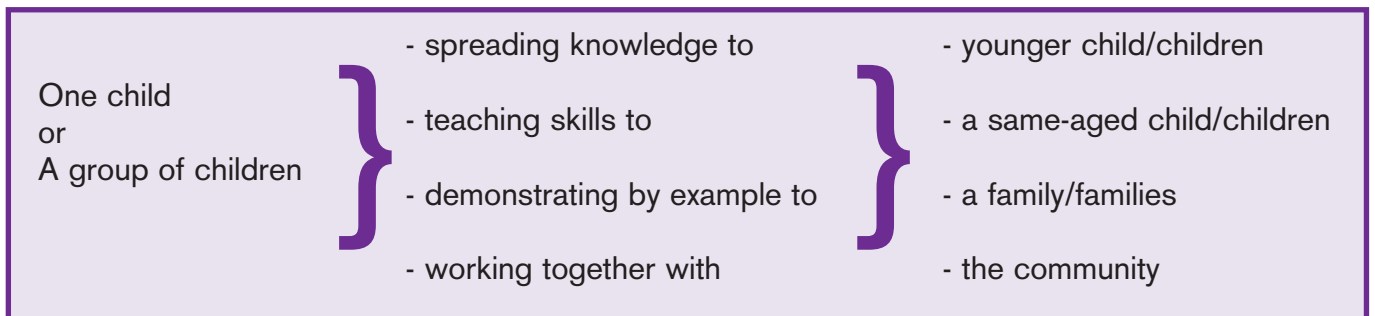 One child
or
A group of children
- spreading knowledge to
- teaching skills to
- demonstrating by example to
- working together with
- younger child/children
- a same-aged child/children
- a family/families
- the community